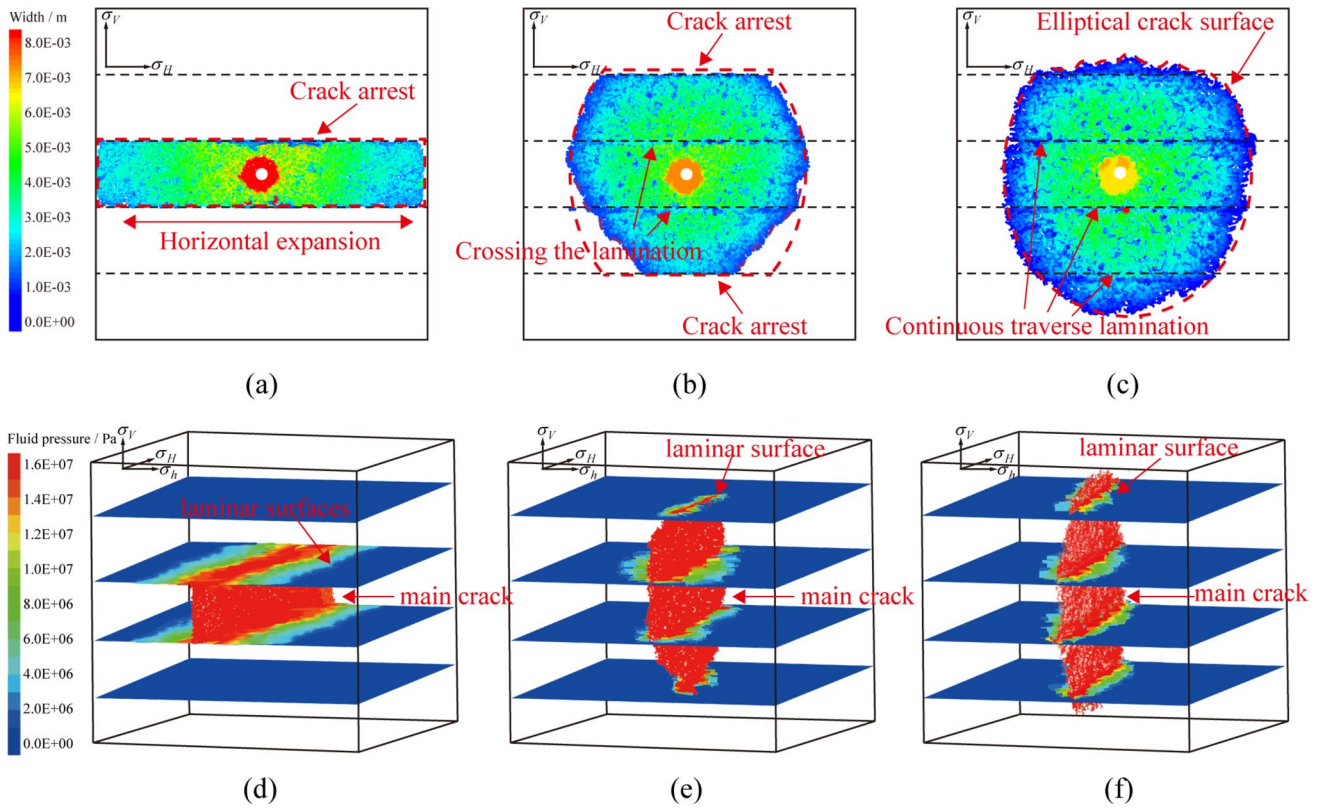 Width / m
8.0E-03
7.0E-03
6.0E-03
5.0E-03
4.0E-03
3.0E-03
2.0E-03
1.0E-03
0.0E+00
σV
σH
Crack arrest
Horizontal expansion
(a)
σV
σH
Crack arrest
Crossing the lamination
Crack arrest
(b)
σV
σH
Elliptical crack surface
Continuous traverse lamination
(c)
Fluid pressure / Pa
1.6E+07
1.4E+07
1.2E+07
1.0E+07
8.0E+06
6.0E+06
4.0E+06
2.0E+06
0.0E+00
σV
σH
σh
laminar surfaces
main crack
(d)
σV
σH
σh
laminar surface
main crack
(e)
σV
σH
σh
laminar surface
main crack
(f)